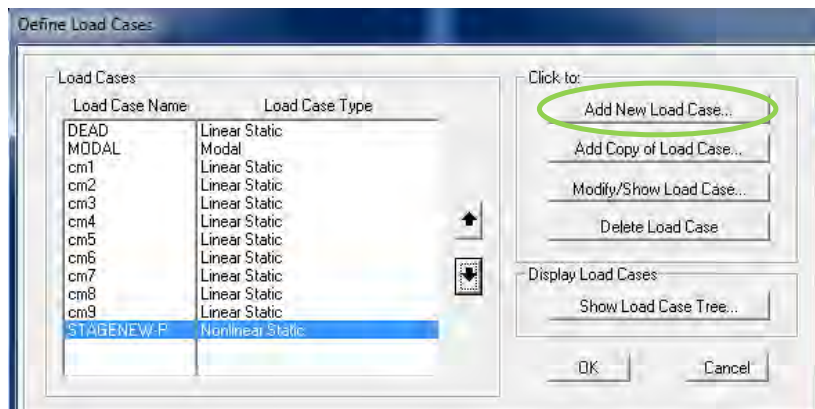 Define Load Cases
Load Cases
Load Case Name Load Case Type
DEAD Linear Static
MODAL Modal
cm1 Linear Static
cm2 Linear Static
cm3 Linear Static
cm4 Linear Static
cm5 Linear Static
cm6 Linear Static
cm7 Linear Static
cm8 Linear Static
cm9 Linear Static
STAGENEW-P Nonlinear Static
Click to:
Add New Load Case...
Add Copy of Load Case...
Modify/Show Load Case...
Delete Load Case
Display Load Cases
Show Load Case Tree...
OK Cancel